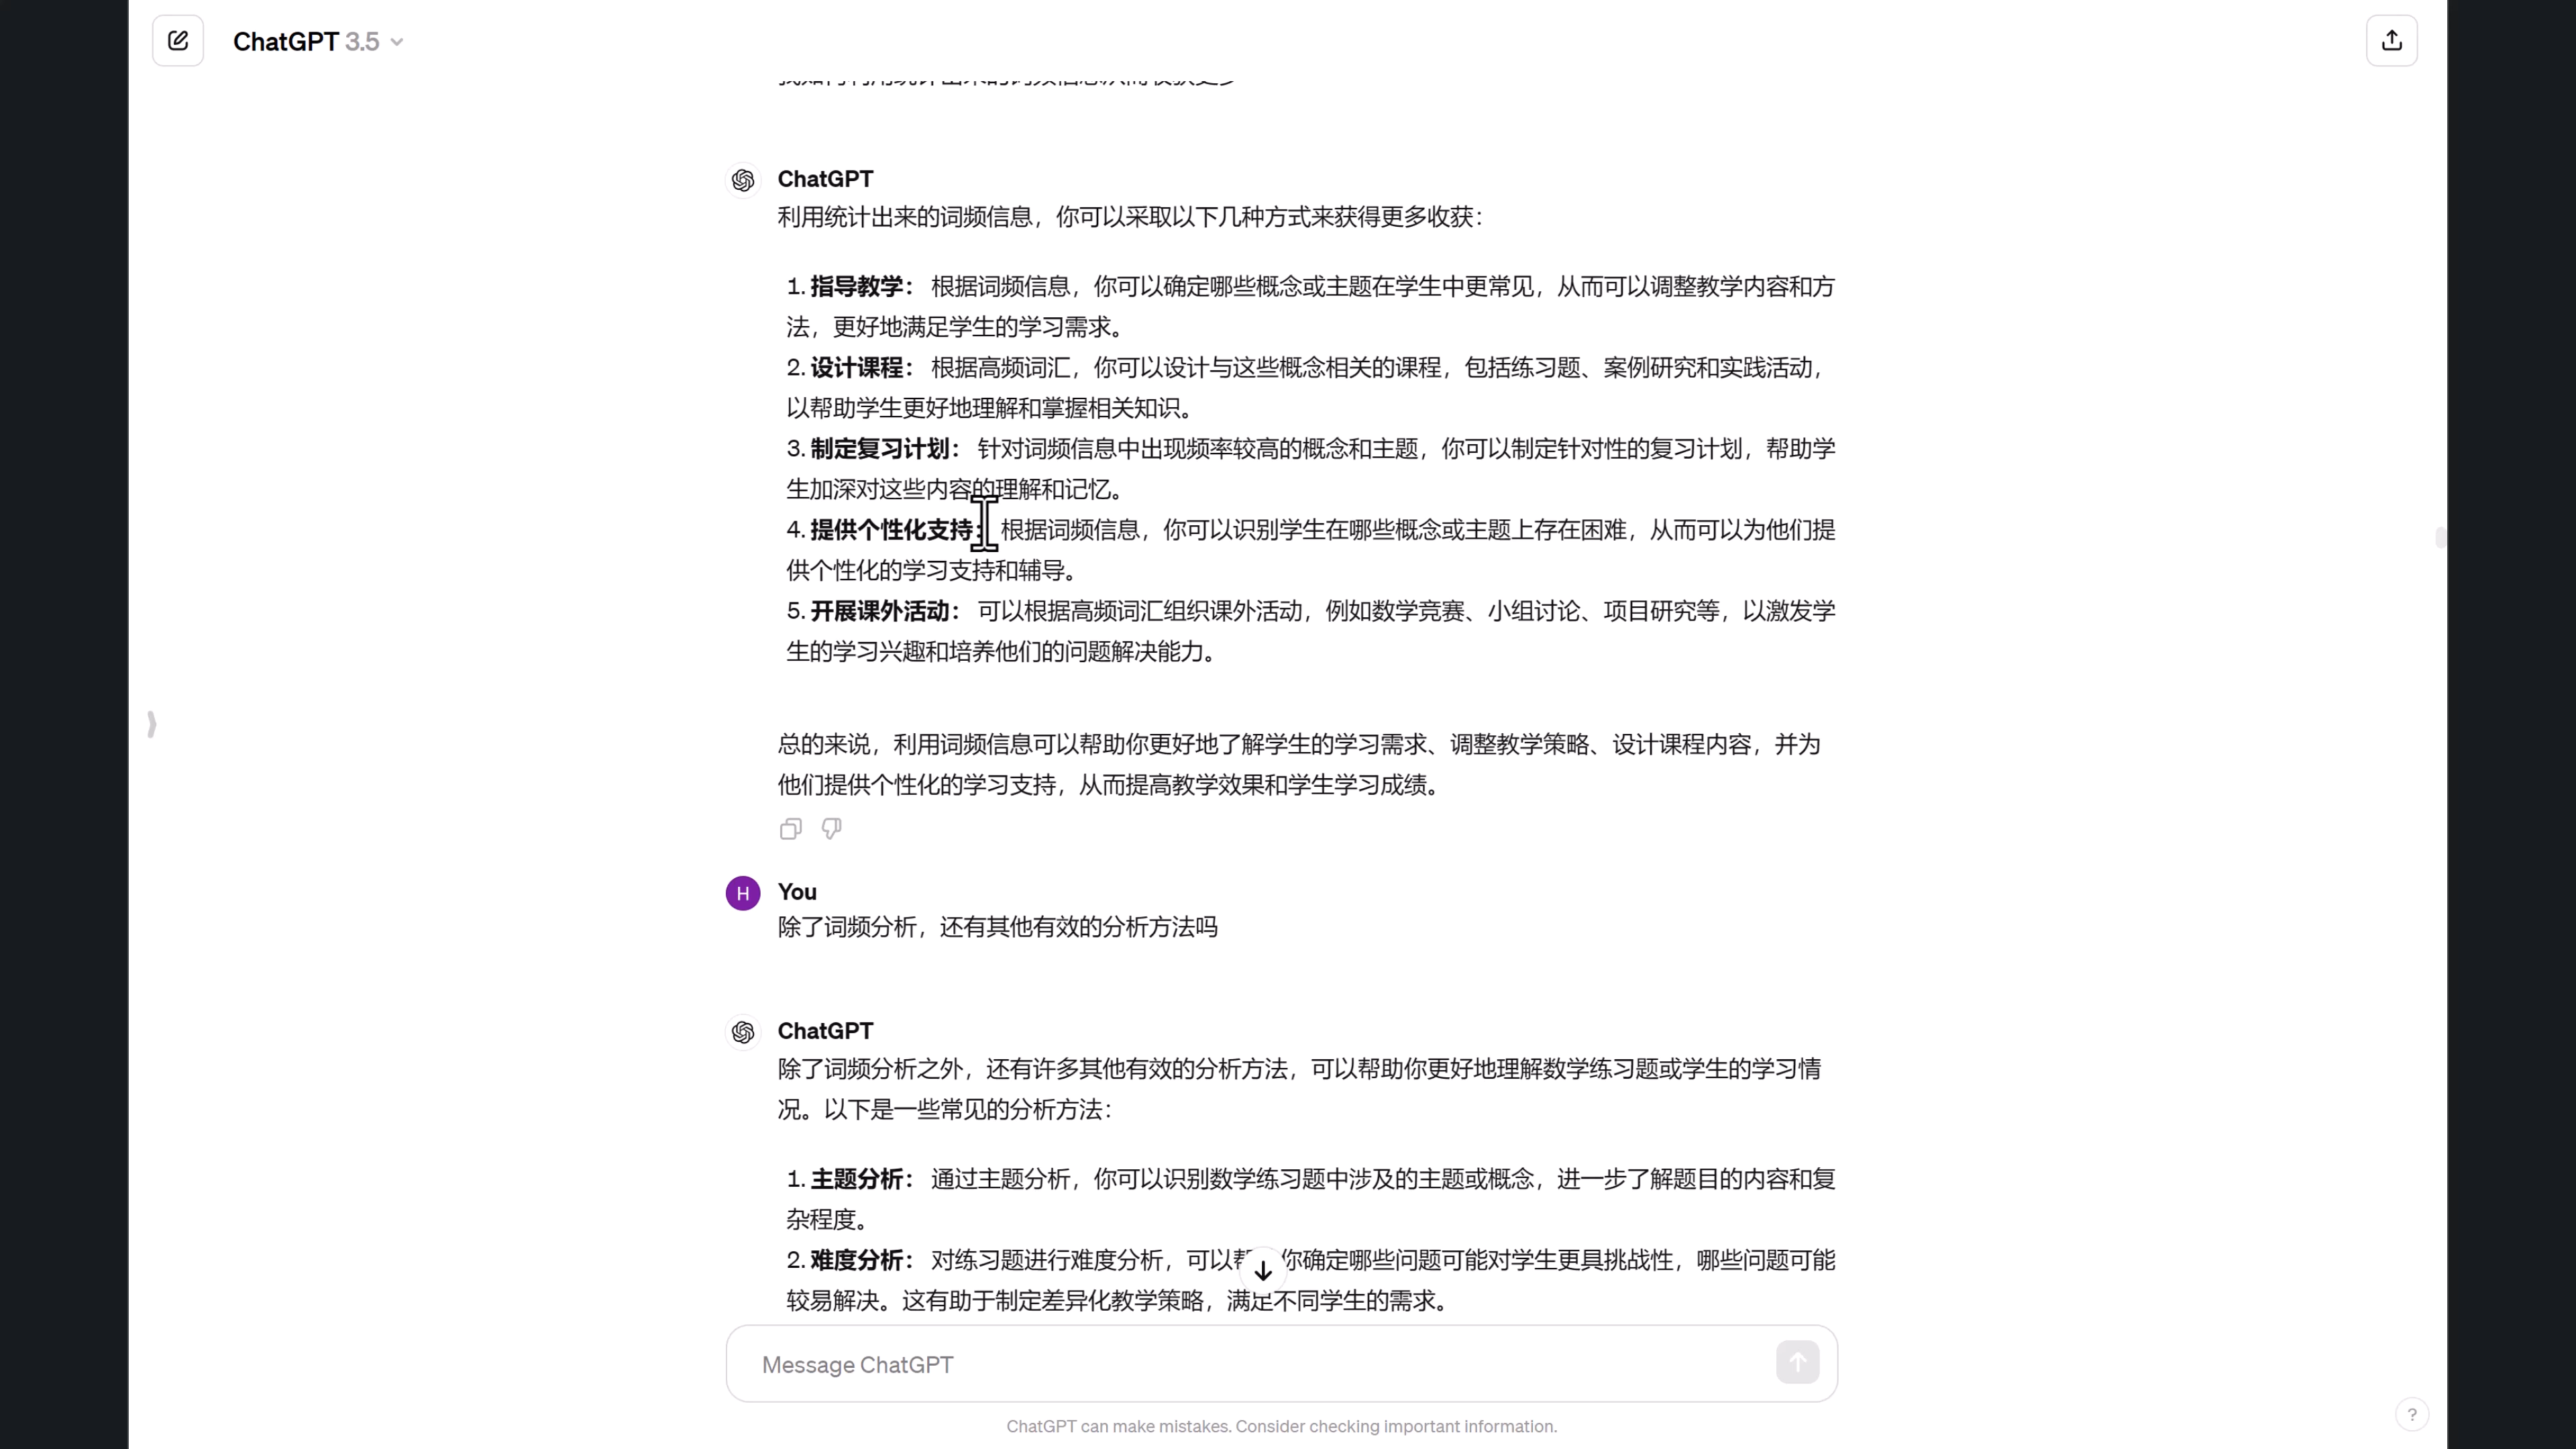 ChatGPT 3.5
我如何利用统计出来的词频信息从而收获更多
ChatGPT
利用统计出来的词频信息，你可以采取以下几种方式来获得更多收获：
1. 指导教学： 根据词频信息，你可以确定哪些概念或主题在学生中更常见，从而可以调整教学内容和方
法，更好地满足学生的学习需求。
2. 设计课程： 根据高频词汇，你可以设计与这些概念相关的课程，包括练习题、案例研究和实践活动，
以帮助学生更好地理解和掌握相关知识。
3. 制定复习计划： 针对词频信息中出现频率较高的概念和主题，你可以制定针对性的复习计划，帮助学
生加深对这些内容的理解和记忆。
4. 提供个性化支持： 根据词频信息，你可以识别学生在哪些概念或主题上存在困难，从而可以为他们提
供个性化的学习支持和辅导。
5. 开展课外活动： 可以根据高频词汇组织课外活动，例如数学竞赛、小组讨论、项目研究等，以激发学
生的学习兴趣和培养他们的问题解决能力。
总的来说，利用词频信息可以帮助你更好地了解学生的学习需求、调整教学策略、设计课程内容，并为
他们提供个性化的学习支持，从而提高教学效果和学生学习成绩。
H
You
除了词频分析，还有其他有效的分析方法吗
ChatGPT
除了词频分析之外，还有许多其他有效的分析方法，可以帮助你更好地理解数学练习题或学生的学习情
况。以下是一些常见的分析方法：
1. 主题分析： 通过主题分析，你可以识别数学练习题中涉及的主题或概念，进一步了解题目的内容和复
杂程度。
2. 难度分析： 对练习题进行难度分析，可以帮 你确定哪些问题可能对学生更具挑战性，哪些问题可能
较易解决。这有助于制定差异化教学策略，满足不同学生的需求。
Message ChatGPT
ChatGPT can make mistakes. Consider checking important information.
?